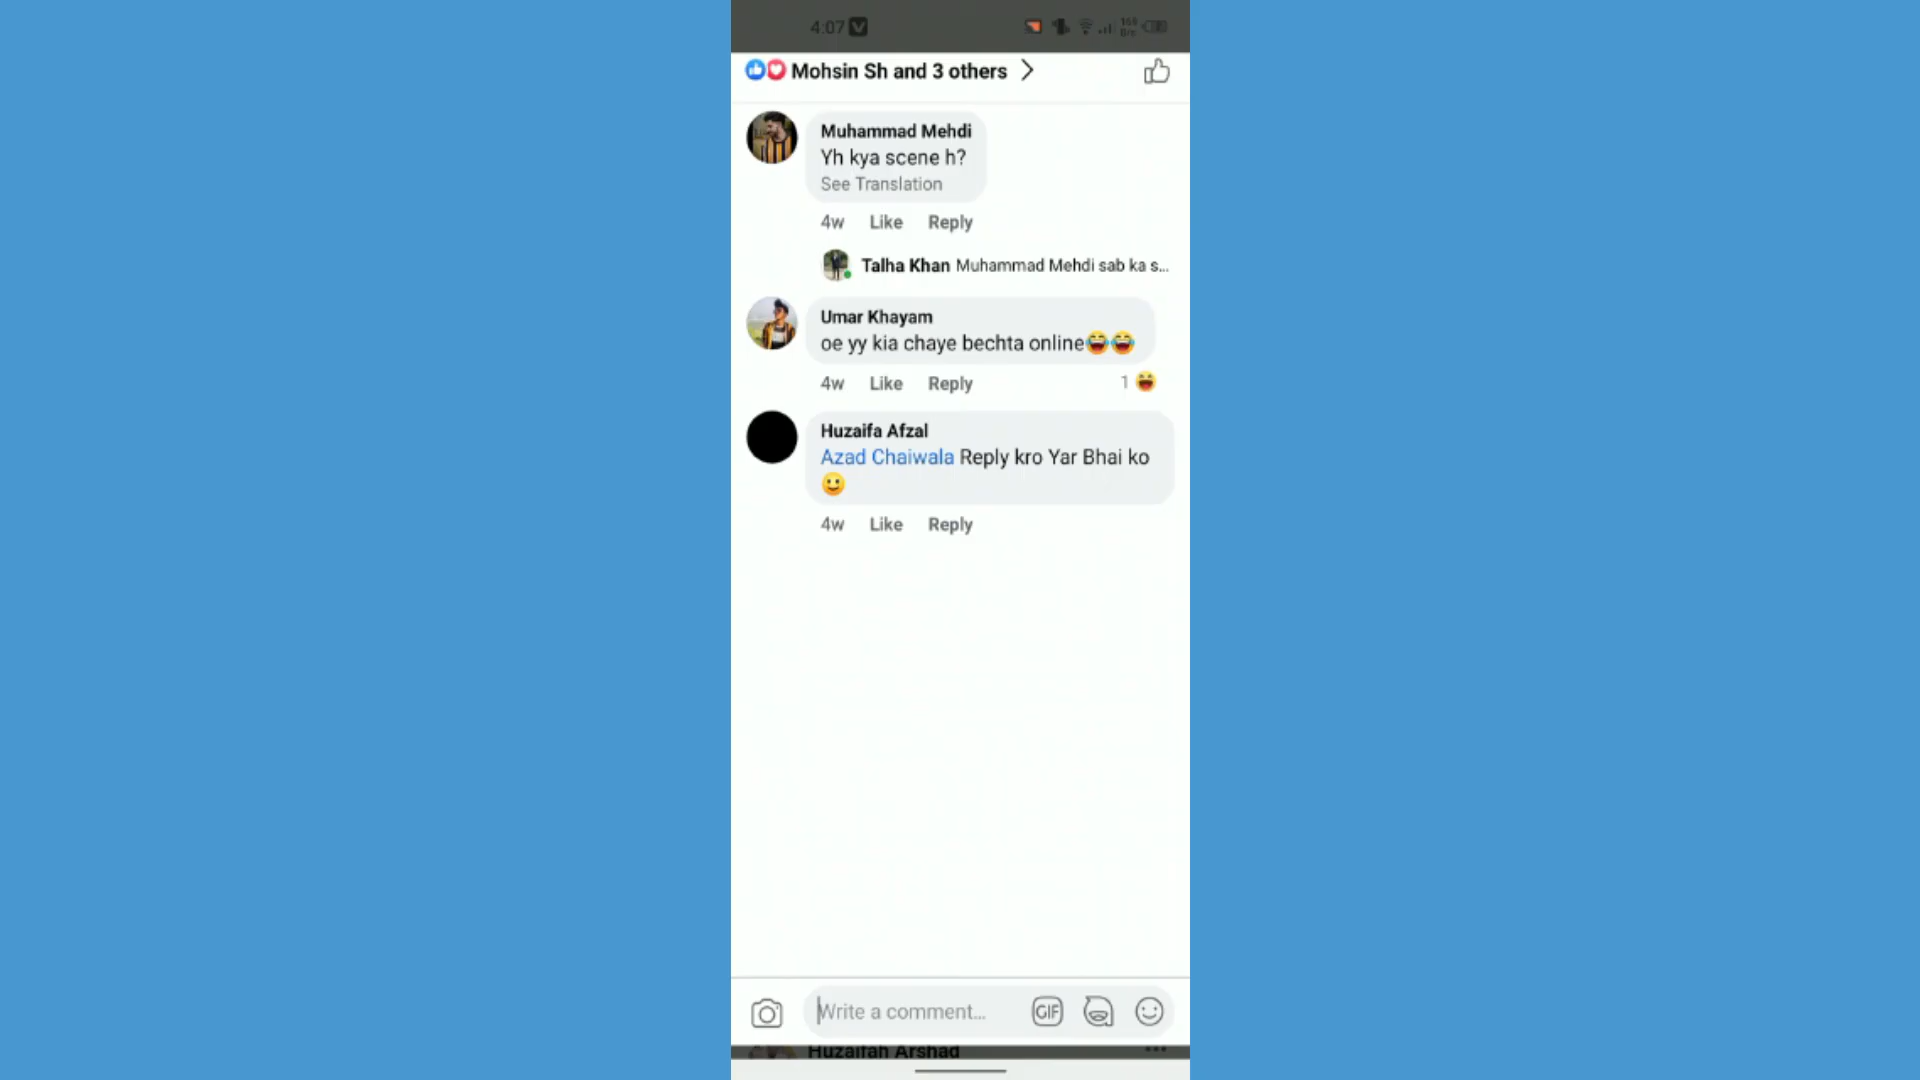 4:07
Mohsin Sh and 3 others
Muhammad Mehdi
Yh kya scene h?
See Translation
4w Like Reply
Talha Khan Muhammad Mehdi sab ka s...
Umar Khayam
oe yy kia chaye bechta online😂😂
4w Like Reply 1 😆
Huzaifa Afzal
Azad Chaiwala Reply kro Yar Bhai ko
🙂
4w Like Reply
Write a comment...
GIF
Huzaifah Arshad